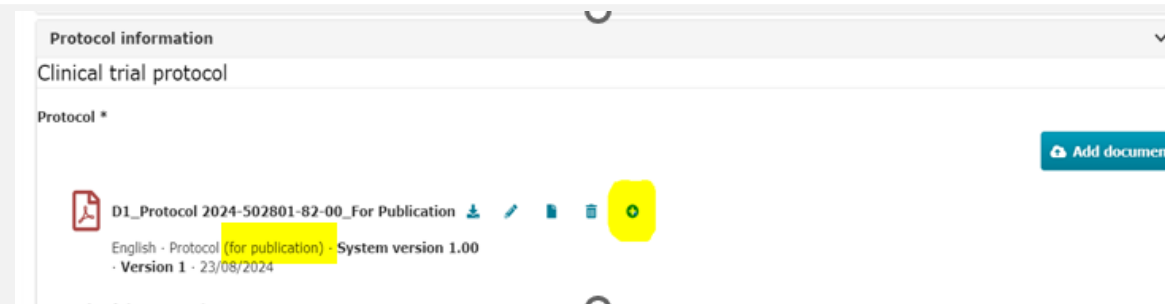 Protocol information
Clinical trial protocol
Protocol *
Add documen
D1_Protocol 2024-502801-82-00_For Publication
English · Protocol (for publication) · System version 1.00
· Version 1 · 23/08/2024